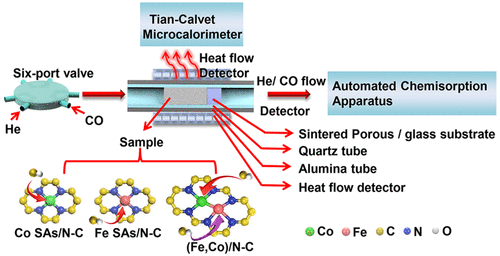 Tian-Calvet
Microcalorimeter
Six-port valve
Heat flow
Detector
He/ CO flow
Detector
Automated Chemisorption
Apparatus
He
CO
Sample
Sintered Porous / glass substrate
Quartz tube
Alumina tube
Heat flow detector
Co SAs/N-C
Fe SAs/N-C
(Fe,Co)/N-C
Co
Fe
C
N
O